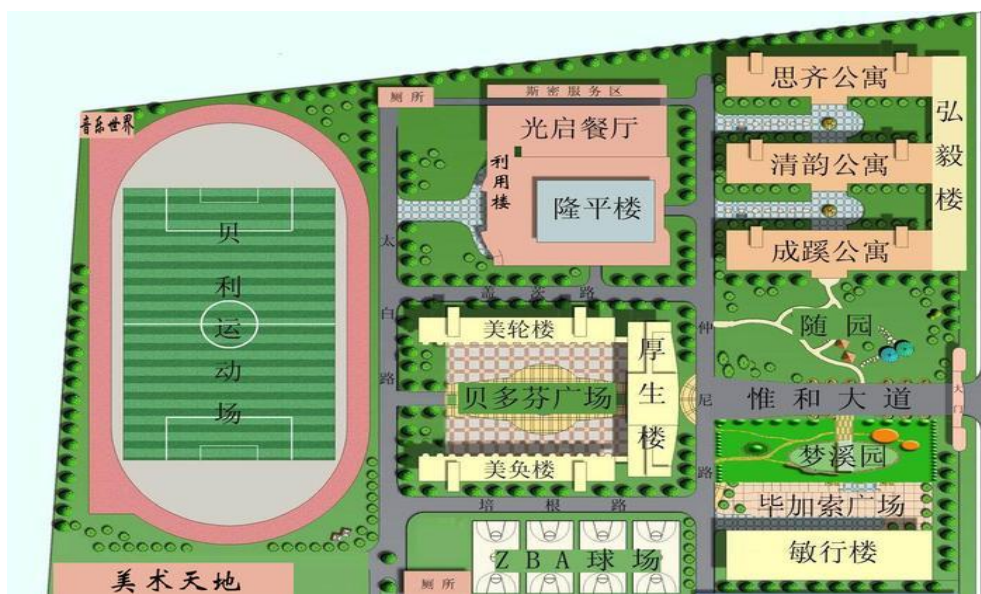 思齐公寓
厕所
斯密服务区
音乐世界
光启餐厅
弘毅楼
清韵公寓
利用楼
隆平楼
贝利运动场
太白路
成蹊公寓
盖茨路
美轮楼
仲尼路
随园
厚生楼
贝多芬广场
惟和大道
大门
梦溪园
美奂楼
培根路
毕加索广场
ZBA球场
敏行楼
美术天地
厕所